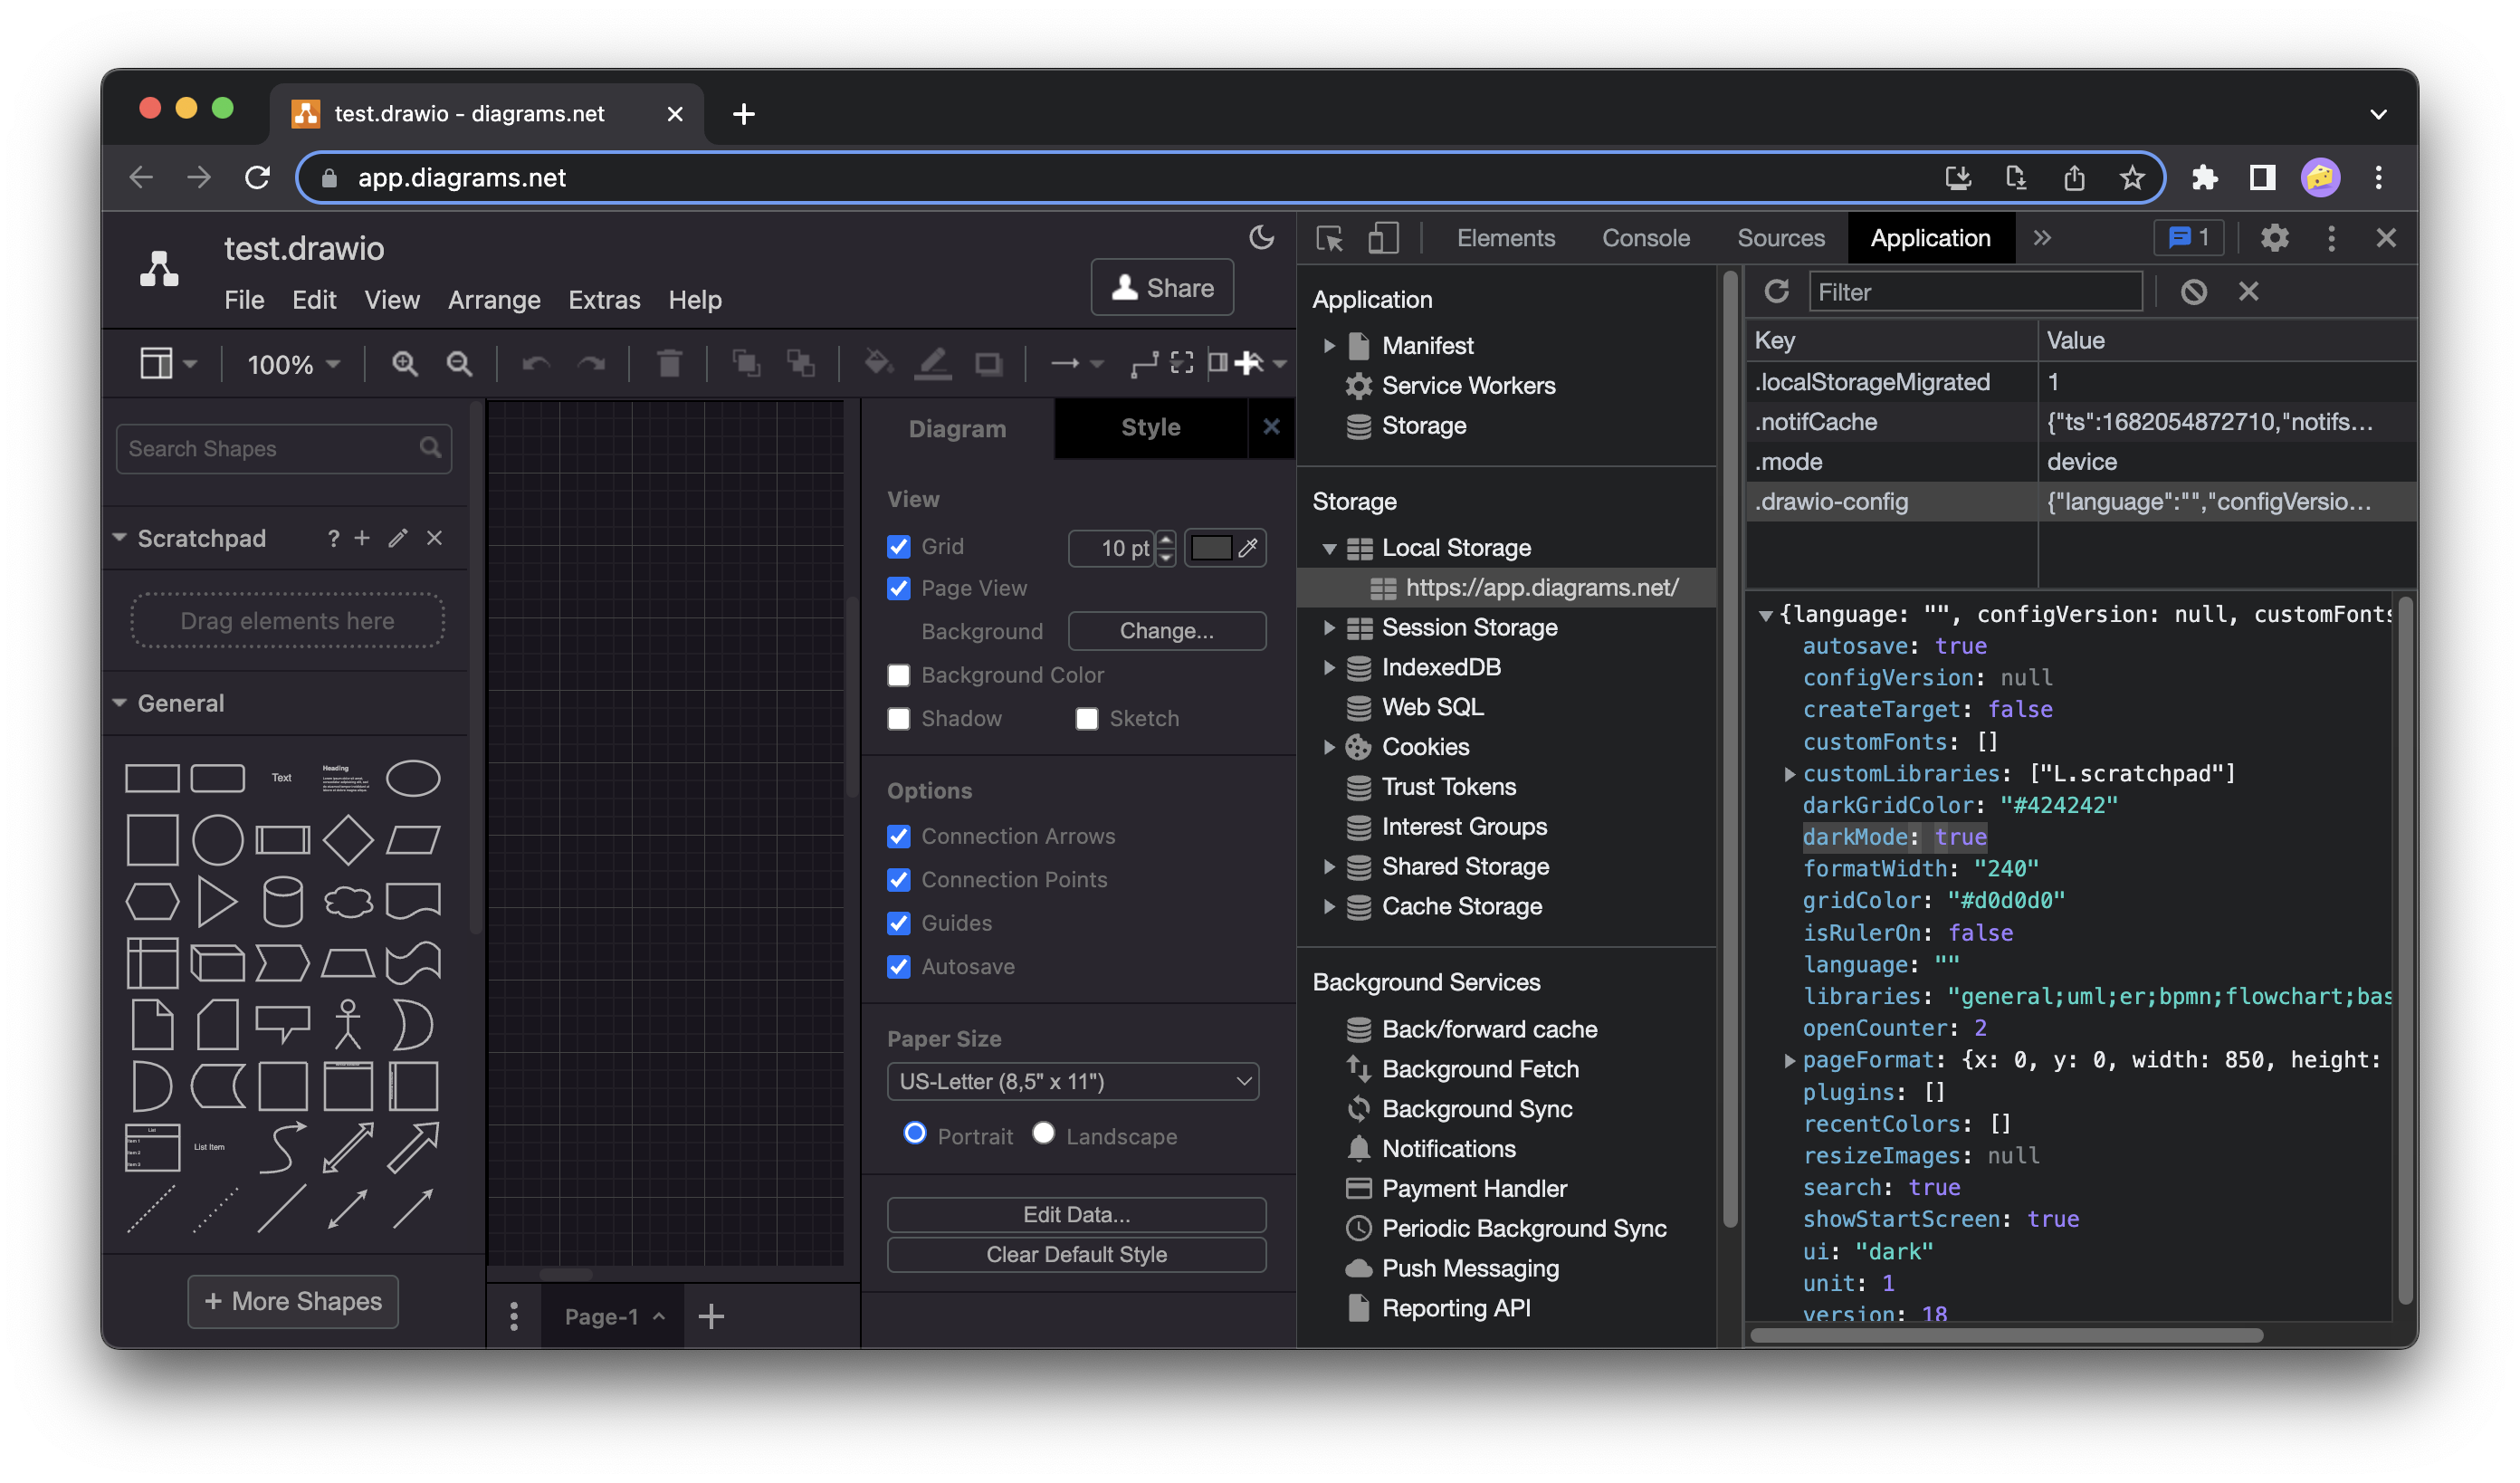 test.drawio - diagrams.net
app.diagrams.net
test.drawio
File Edit View Arrange Extras Help
Share
100%
Search Shapes
Scratchpad
?
Drag elements here
General
Text
Heading
List
Item 1
Item 2
Item 3
List Item
+ More Shapes
Page-1
Diagram
Style
View
Grid
10 pt
Page View
Background
Change...
Background Color
Shadow
Sketch
Options
Connection Arrows
Connection Points
Guides
Autosave
Paper Size
US-Letter (8,5" x 11")
Portrait
Landscape
Edit Data...
Clear Default Style
Elements Console Sources Application
1
Application
Manifest
Service Workers
Storage
Storage
Local Storage
https://app.diagrams.net/
Session Storage
IndexedDB
Web SQL
Cookies
Trust Tokens
Interest Groups
Shared Storage
Cache Storage
Background Services
Back/forward cache
Background Fetch
Background Sync
Notifications
Payment Handler
Periodic Background Sync
Push Messaging
Reporting API
Filter
Key Value
.localStorageMigrated 1
.notifCache {"ts":1682054872710,"notifs…
.mode device
.drawio-config {"language":"","configVersio…
{language: "", configVersion: null, customFonts
autosave: true
configVersion: null
createTarget: false
customFonts: []
customLibraries: ["L.scratchpad"]
darkGridColor: "#424242"
darkMode: true
formatWidth: "240"
gridColor: "#d0d0d0"
isRulerOn: false
language: ""
libraries: "general;uml;er;bpmn;flowchart;bas
openCounter: 2
pageFormat: {x: 0, y: 0, width: 850, height:
plugins: []
recentColors: []
resizeImages: null
search: true
showStartScreen: true
ui: "dark"
unit: 1
version: 18